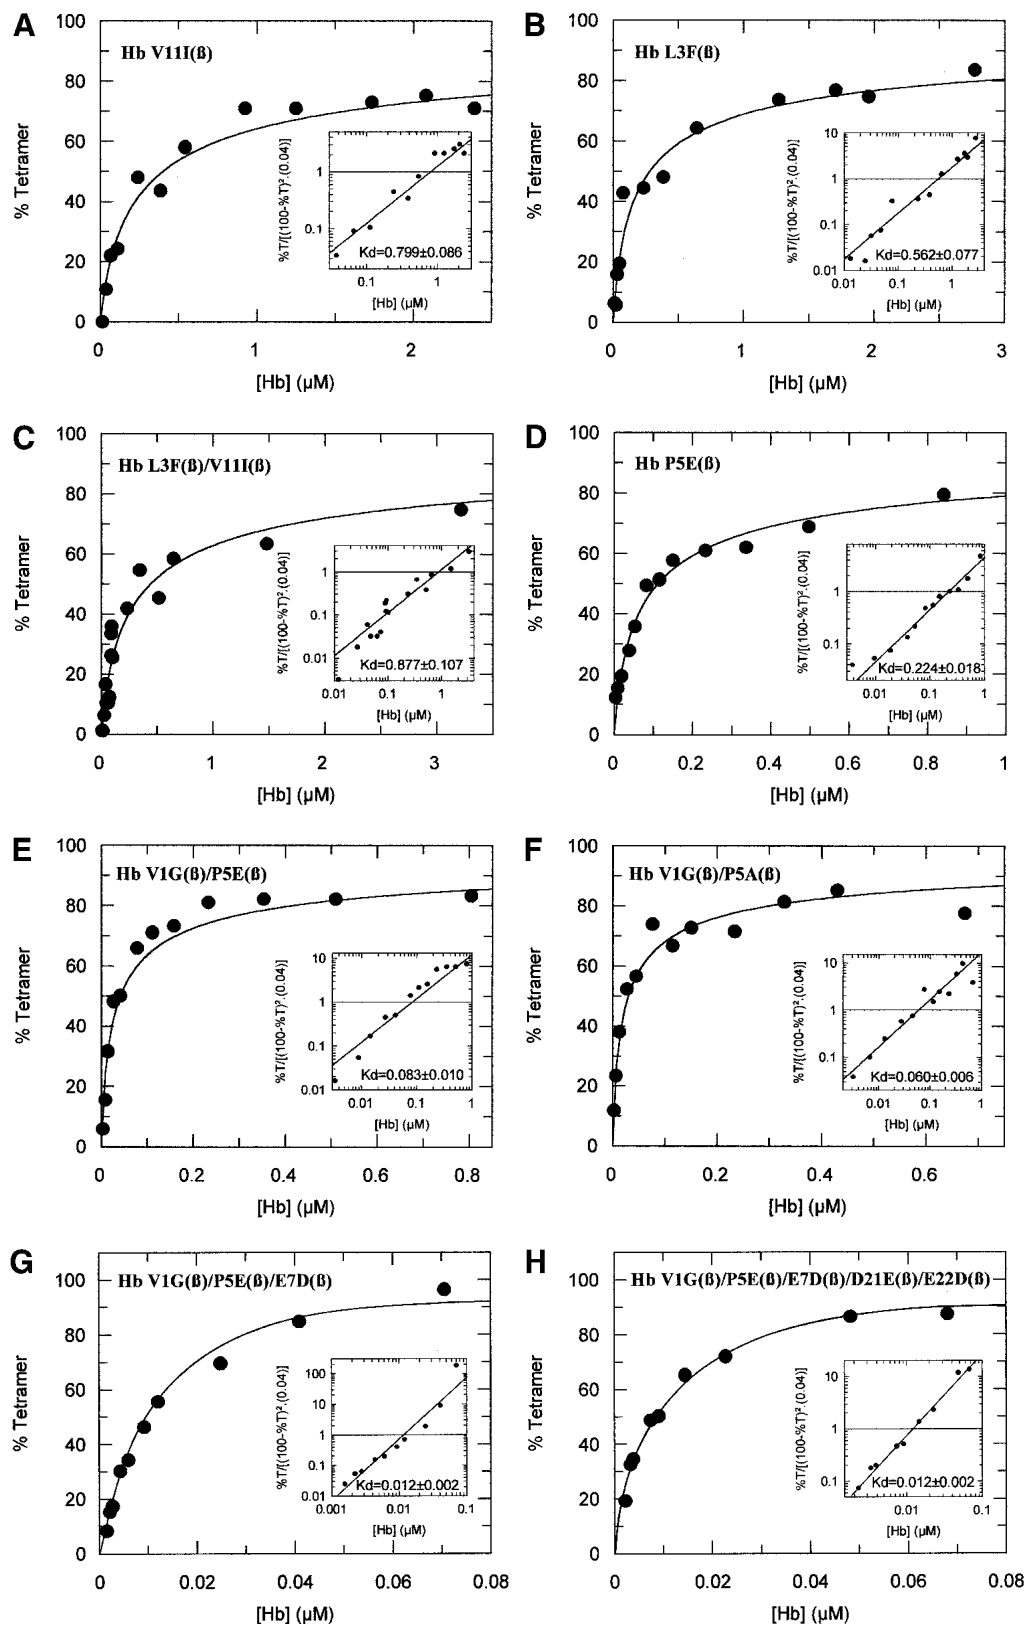 A
Hb V11I(ß)
% Tetramer
100
80
60
40
20
0
0 1 2
[Hb] (µM)
%T/[(100-%T)².(0.04)]
1
0.1
Kd=0.799±0.086
0.1 1
[Hb] (µM)
B
Hb L3F(ß)
% Tetramer
100
80
60
40
20
0
0 1 2 3
[Hb] (µM)
%T/[(100-%T)².(0.04)]
10
1
0.1
0.01
Kd=0.562±0.077
0.01 0.1 1
[Hb] (µM)
C
Hb L3F(ß)/V11I(ß)
% Tetramer
100
80
60
40
20
0
0 1 2 3
[Hb] (µM)
%T/[(100-%T)².(0.04)]
1
0.1
0.01
Kd=0.877±0.107
0.01 0.1 1
[Hb] (µM)
D
Hb P5E(ß)
% Tetramer
100
80
60
40
20
0
0 0.2 0.4 0.6 0.8 1
[Hb] (µM)
%T/[(100-%T)².(0.04)]
1
0.1
Kd=0.224±0.018
0.01 0.1 1
[Hb] (µM)
E
Hb V1G(ß)/P5E(ß)
% Tetramer
100
80
60
40
20
0
0 0.2 0.4 0.6 0.8
[Hb] (µM)
%T/[(100-%T)².(0.04)]
10
1
0.1
0.01
Kd=0.083±0.010
0.01 0.1 1
[Hb] (µM)
F
Hb V1G(ß)/P5A(ß)
% Tetramer
100
80
60
40
20
0
0 0.2 0.4 0.6
[Hb] (µM)
%T/[(100-%T)².(0.04)]
10
1
0.1
Kd=0.060±0.006
0.01 0.1 1
[Hb] (µM)
G
Hb V1G(ß)/P5E(ß)/E7D(ß)
% Tetramer
100
80
60
40
20
0
0 0.02 0.04 0.06 0.08
[Hb] (µM)
%T/[(100-%T)².(0.04)]
100
10
1
0.1
0.01
Kd=0.012±0.002
0.001 0.01 0.1
[Hb] (µM)
H
Hb V1G(ß)/P5E(ß)/E7D(ß)/D21E(ß)/E22D(ß)
% Tetramer
100
80
60
40
20
0
0 0.02 0.04 0.06 0.08
[Hb] (µM)
%T/[(100-%T)².(0.04)]
10
1
0.1
Kd=0.012±0.002
0.01 0.1
[Hb] (µM)